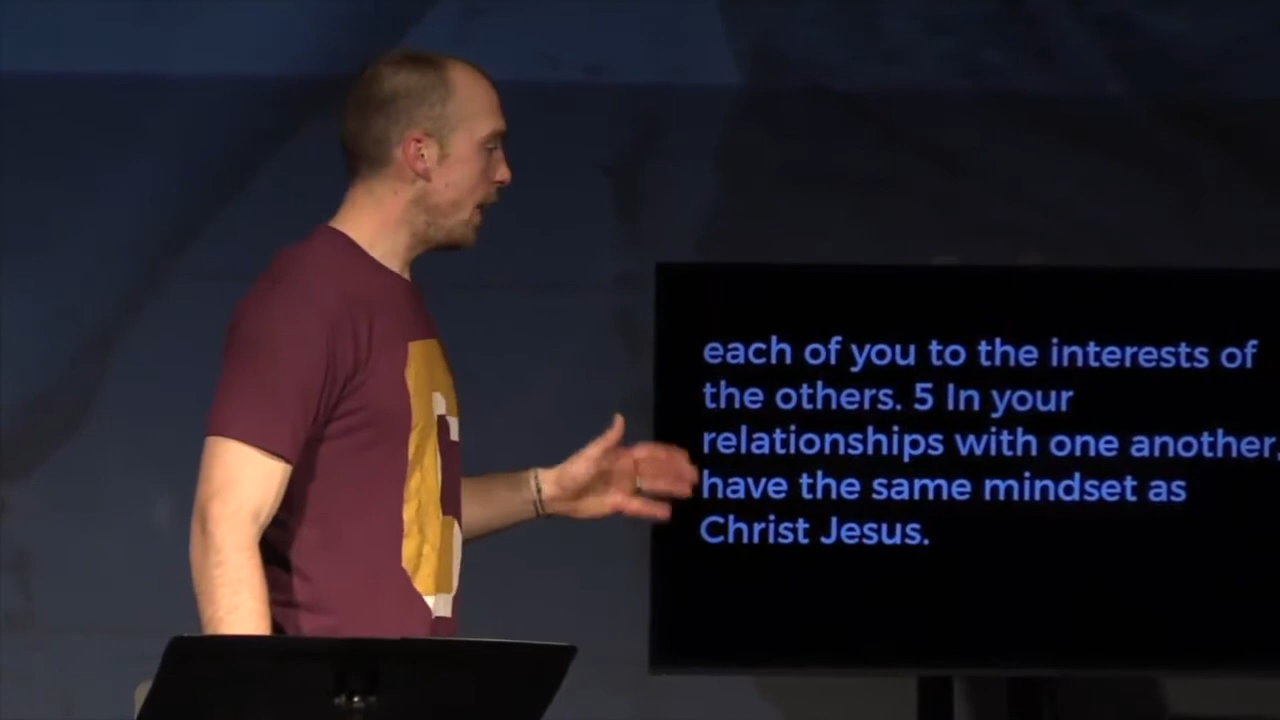 each of you to the interests of
the others. 5 In your
relationships with one another,
have the same mindset as
Christ Jesus.